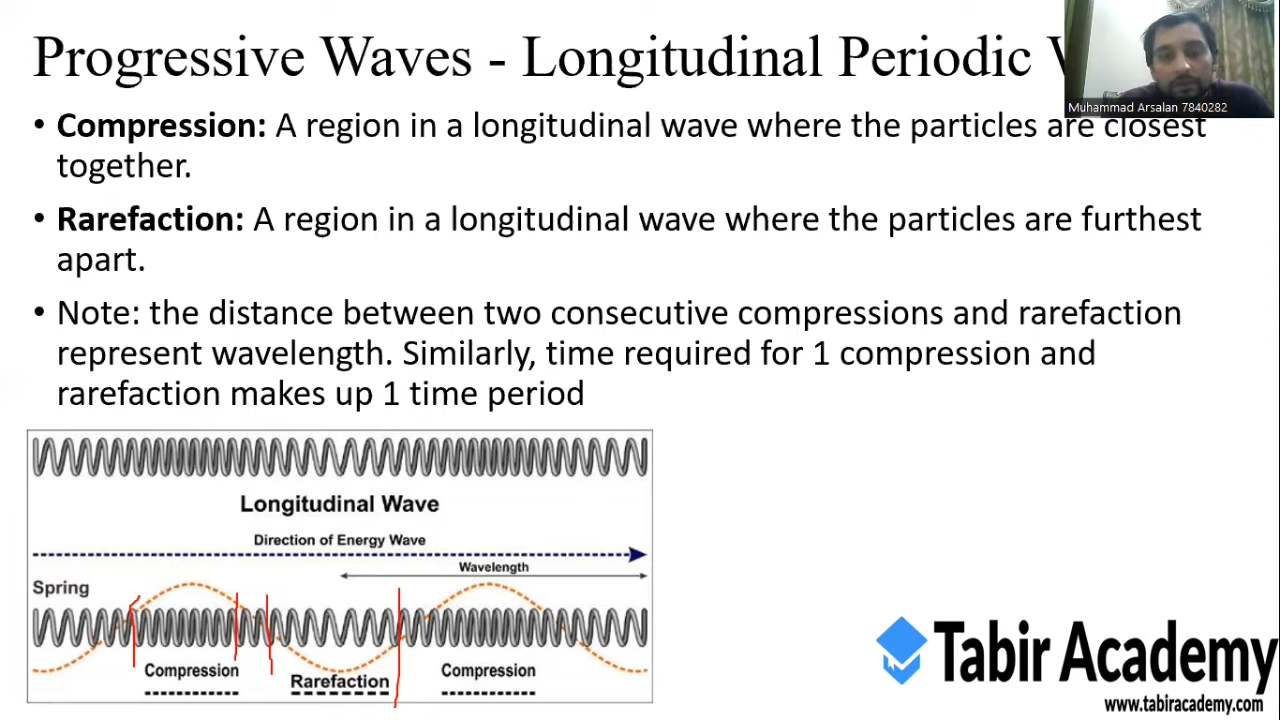 Progressive Waves - Longitudinal Periodic
Muhammad Arsalan 7840282
• Compression: A region in a longitudinal wave where the particles are closest
together.
• Rarefaction: A region in a longitudinal wave where the particles are furthest
apart.
• Note: the distance between two consecutive compressions and rarefaction
represent wavelength. Similarly, time required for 1 compression and
rarefaction makes up 1 time period
Longitudinal Wave
Direction of Energy Wave
Wavelength
Spring
Compression
Rarefaction
Compression
Tabir Academy
www.tabiracademy.com